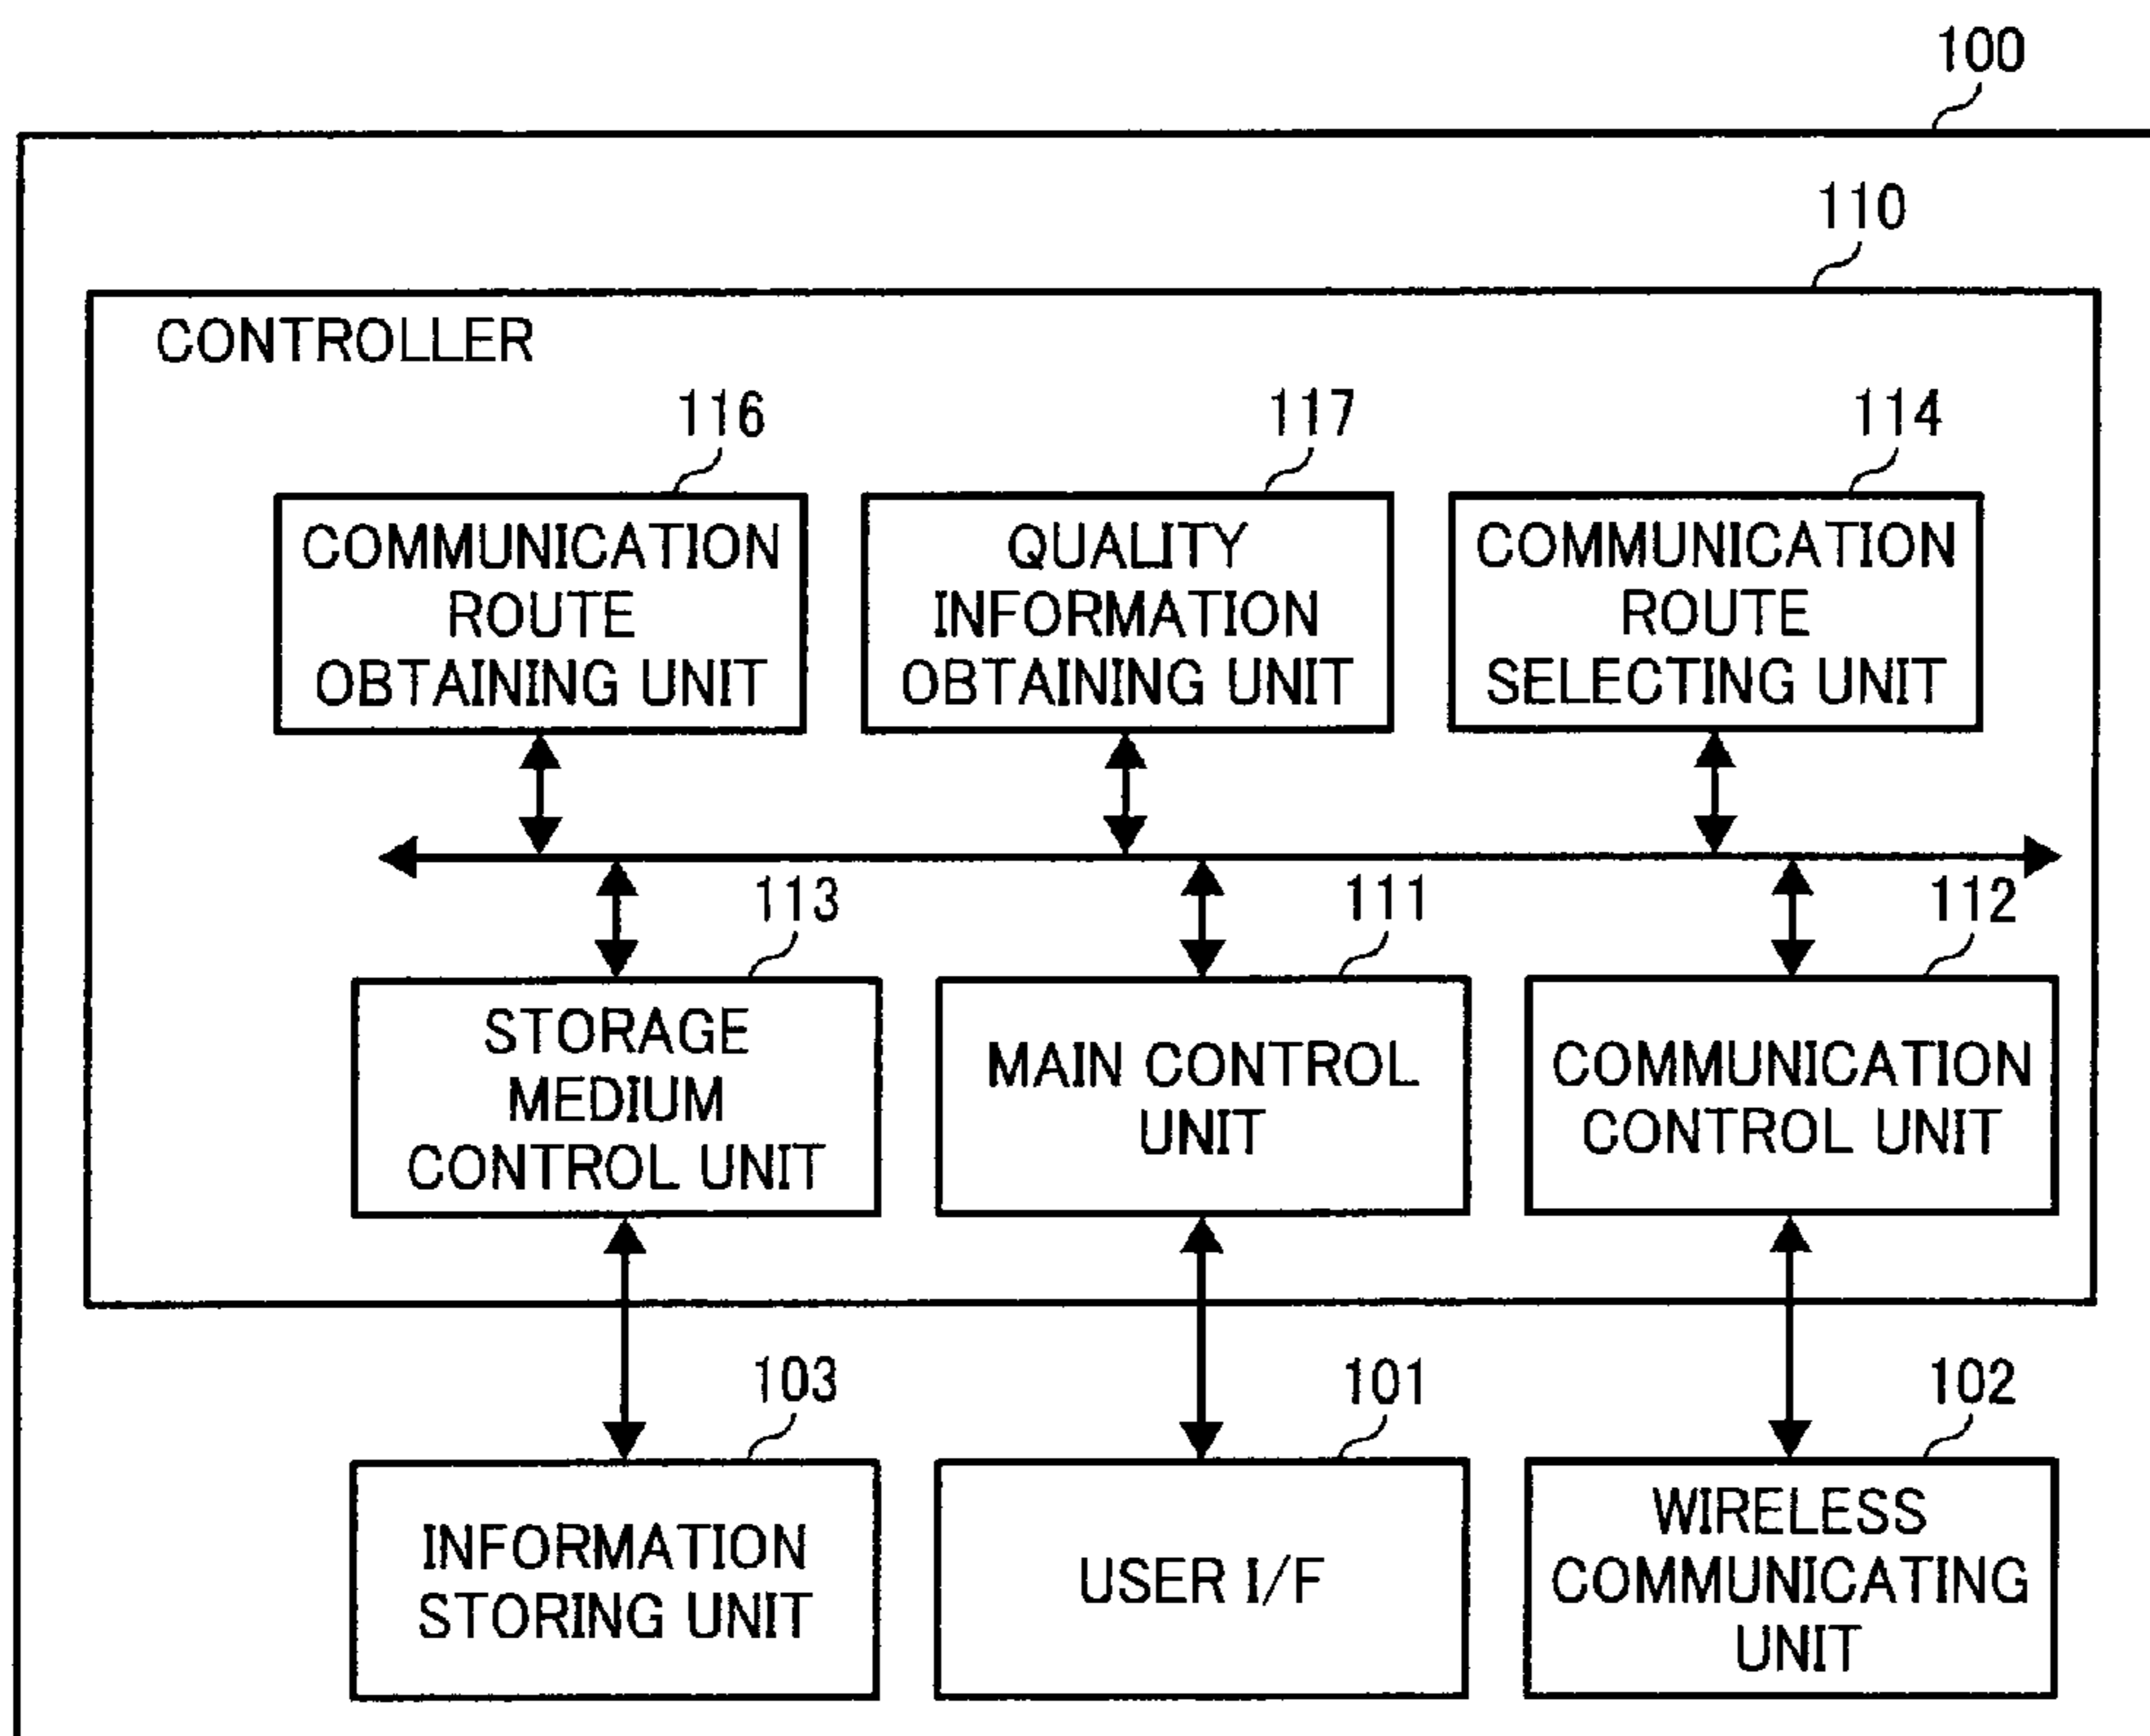 100
110
CONTROLLER
116
117
114
COMMUNICATION
ROUTE
OBTAINING UNIT
QUALITY
INFORMATION
OBTAINING UNIT
COMMUNICATION
ROUTE
SELECTING UNIT
113
111
112
STORAGE
MEDIUM
CONTROL UNIT
MAIN CONTROL
UNIT
COMMUNICATION
CONTROL UNIT
103
101
102
INFORMATION
STORING UNIT
USER I/F
WIRELESS
COMMUNICATING
UNIT